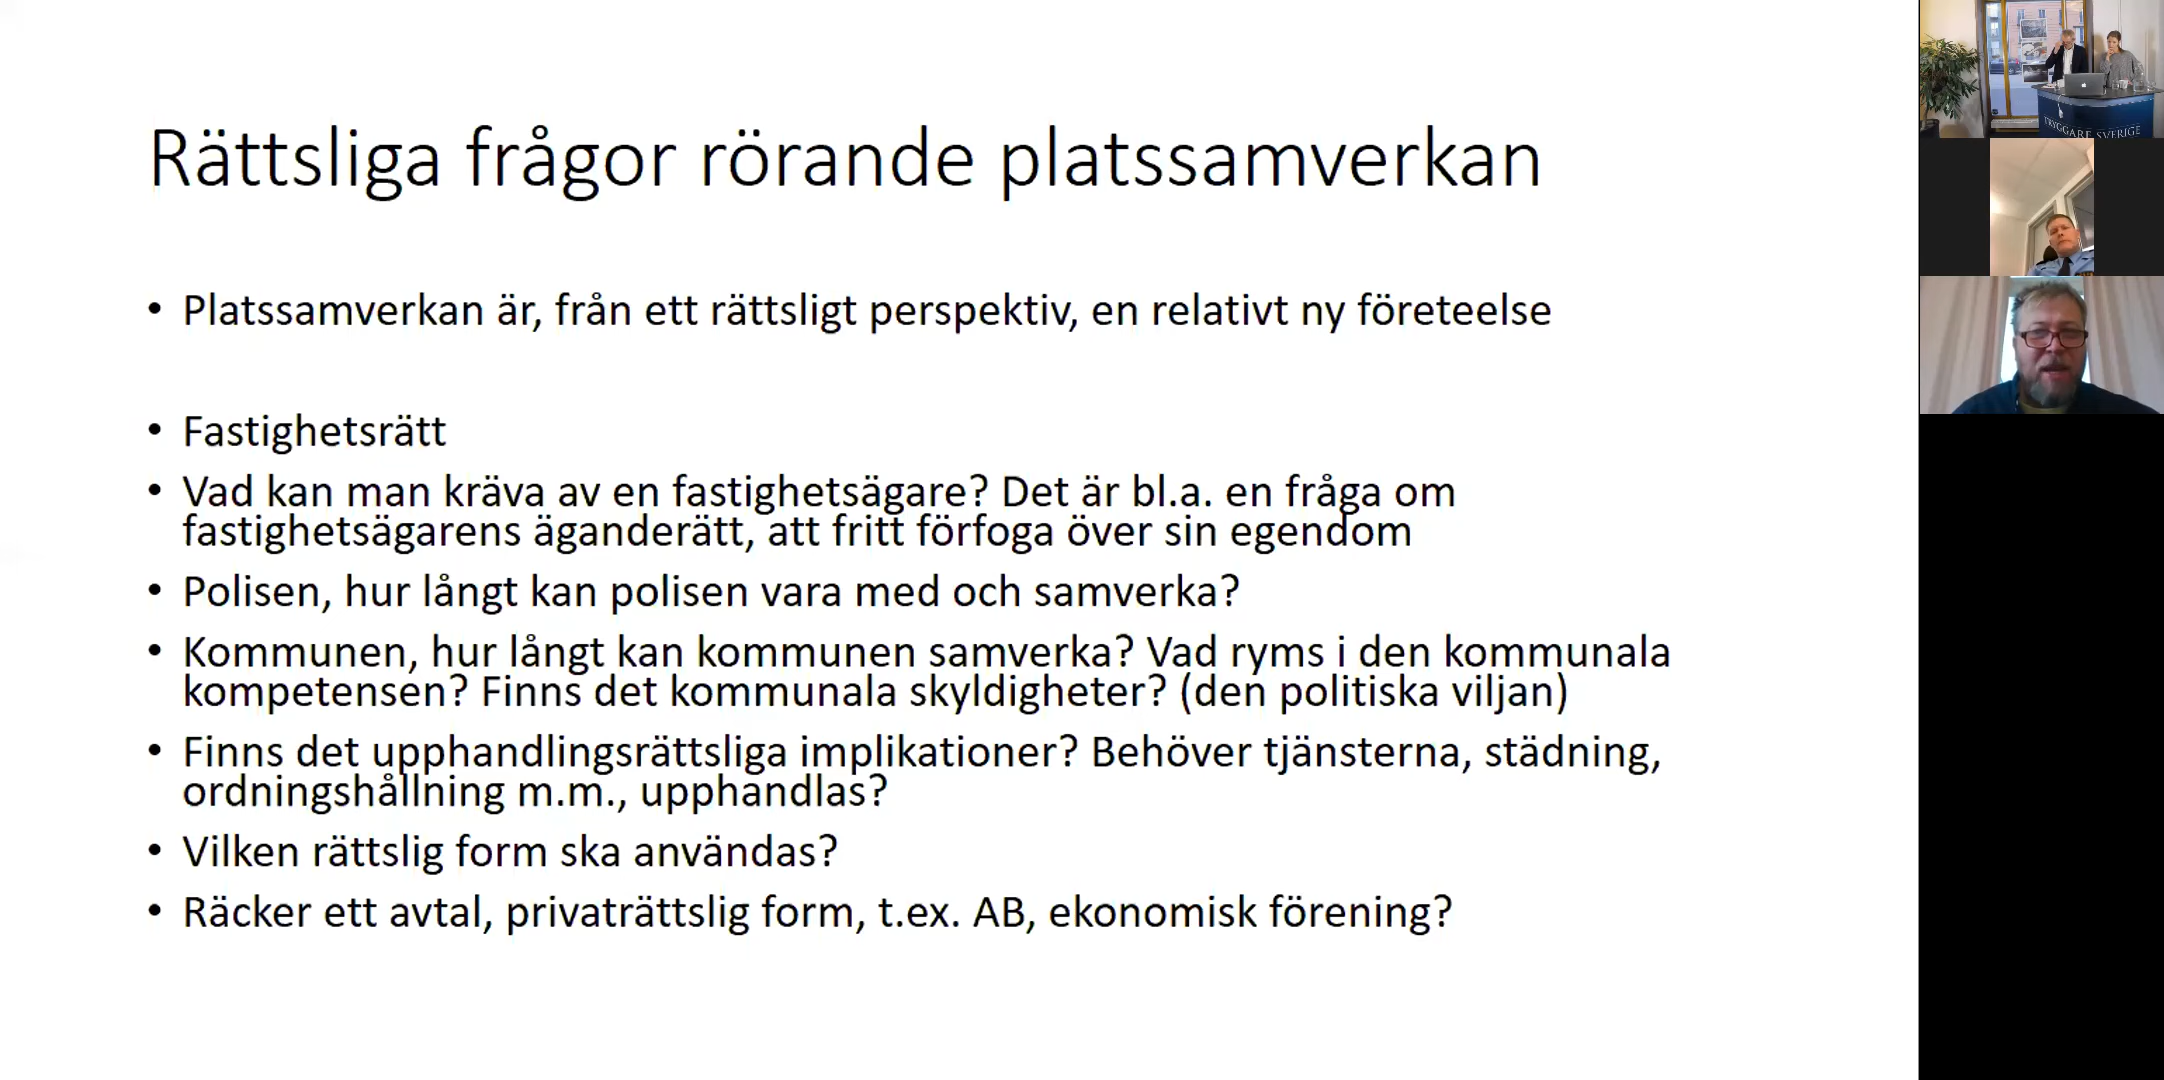 Rättsliga frågor rörande platssamverkan
• Platssamverkan är, från ett rättsligt perspektiv, en relativt ny företeelse
• Fastighetsrätt
• Vad kan man kräva av en fastighetsägare? Det är bl.a. en fråga om
fastighetsägarens äganderätt, att fritt förfoga över sin egendom
• Polisen, hur långt kan polisen vara med och samverka?
• Kommunen, hur långt kan kommunen samverka? Vad ryms i den kommunala
kompetensen? Finns det kommunala skyldigheter? (den politiska viljan)
• Finns det upphandlingsrättsliga implikationer? Behöver tjänsterna, städning,
ordningshållning m.m., upphandlas?
• Vilken rättslig form ska användas?
• Räcker ett avtal, privaträttslig form, t.ex. AB, ekonomisk förening?
TRYGGARE SVERIGE